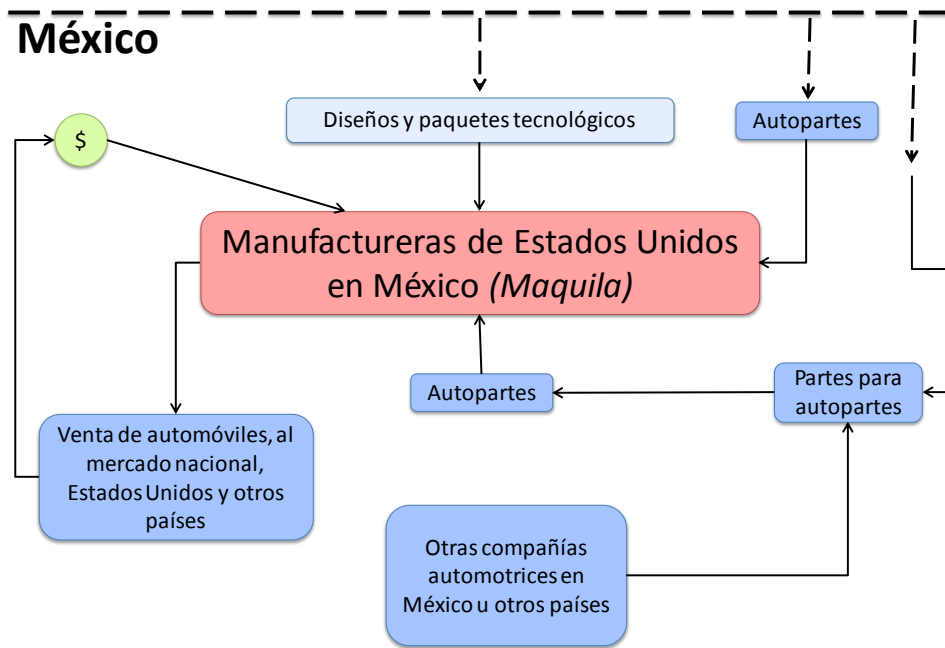 México
Diseños y paquetes tecnológicos
Autopartes
$
Manufactureras de Estados Unidos
en México (Maquila)
Autopartes
Partes para
autopartes
Venta de automóviles, al
mercado nacional,
Estados Unidos y otros
países
Otras compañías
automotrices en
México u otros países